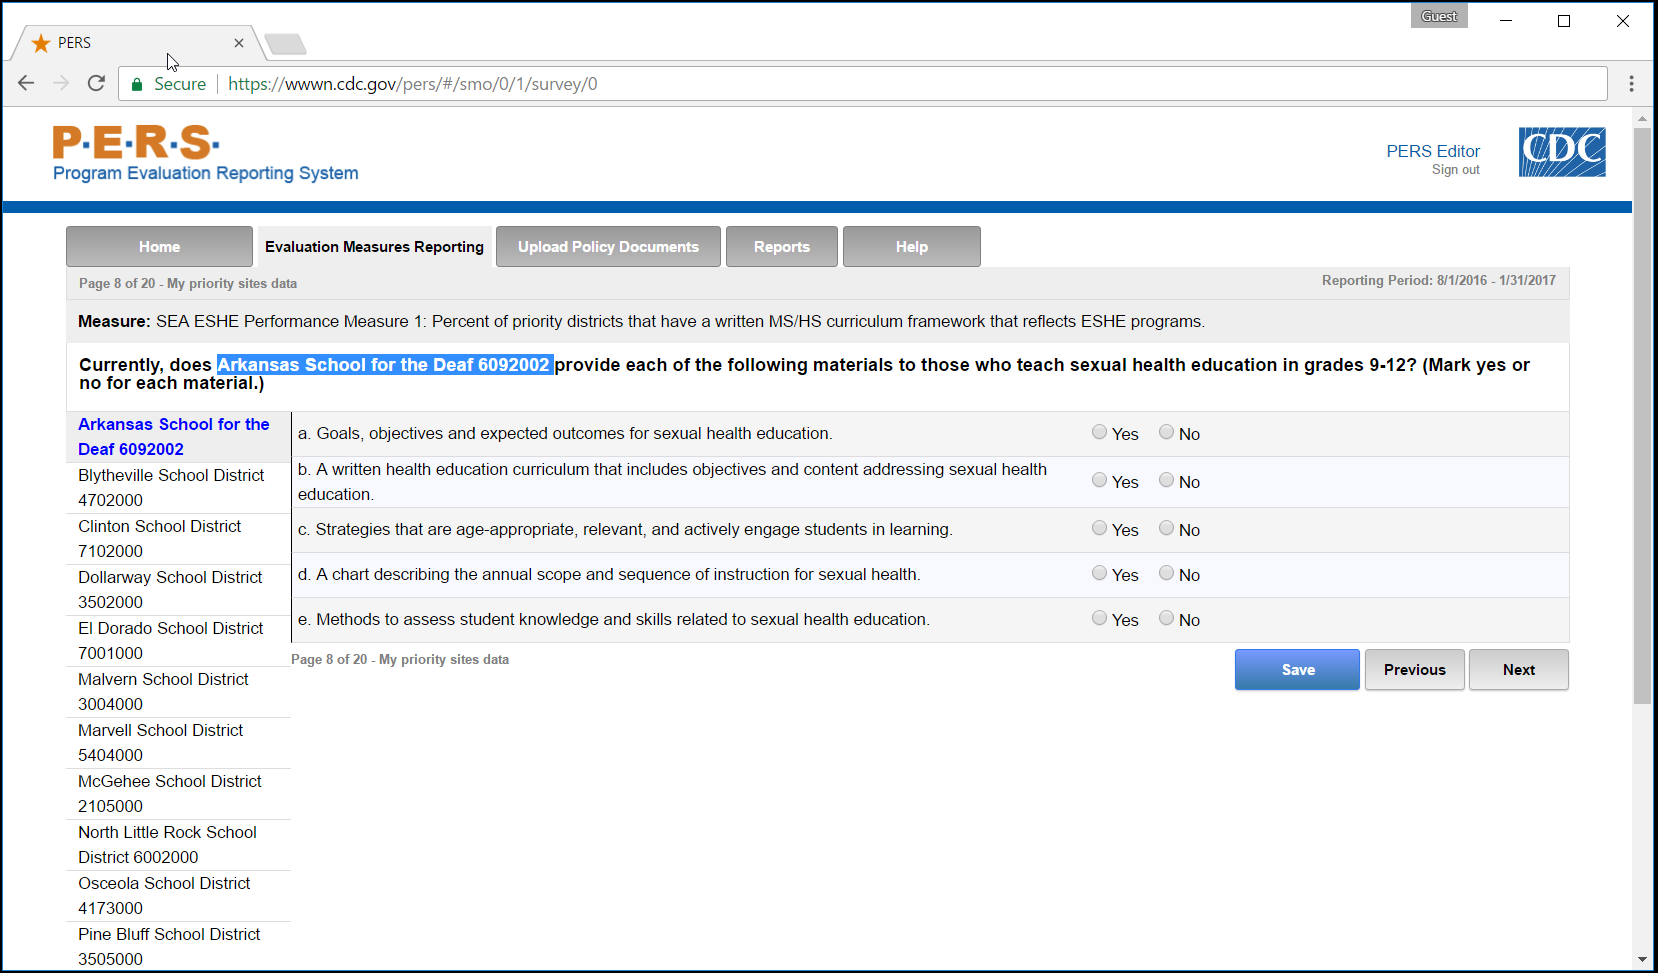 Guest
PERS
Secure https://wwwn.cdc.gov/pers/#/smo/0/1/survey/0
P·E·R·S·
Program Evaluation Reporting System
PERS Editor
Sign out
CDC
Home
Evaluation Measures Reporting
Upload Policy Documents
Reports
Help
Page 8 of 20 - My priority sites data
Reporting Period: 8/1/2016 - 1/31/2017
Measure: SEA ESHE Performance Measure 1: Percent of priority districts that have a written MS/HS curriculum framework that reflects ESHE programs.
Currently, does Arkansas School for the Deaf 6092002 provide each of the following materials to those who teach sexual health education in grades 9-12? (Mark yes or
no for each material.)
Arkansas School for the
Deaf 6092002
Blytheville School District
4702000
Clinton School District
7102000
Dollarway School District
3502000
El Dorado School District
7001000
Malvern School District
3004000
Marvell School District
5404000
McGehee School District
2105000
North Little Rock School
District 6002000
Osceola School District
4173000
Pine Bluff School District
3505000
a. Goals, objectives and expected outcomes for sexual health education. Yes No
b. A written health education curriculum that includes objectives and content addressing sexual health
education. Yes No
c. Strategies that are age-appropriate, relevant, and actively engage students in learning. Yes No
d. A chart describing the annual scope and sequence of instruction for sexual health. Yes No
e. Methods to assess student knowledge and skills related to sexual health education. Yes No
Page 8 of 20 - My priority sites data
Save
Previous
Next